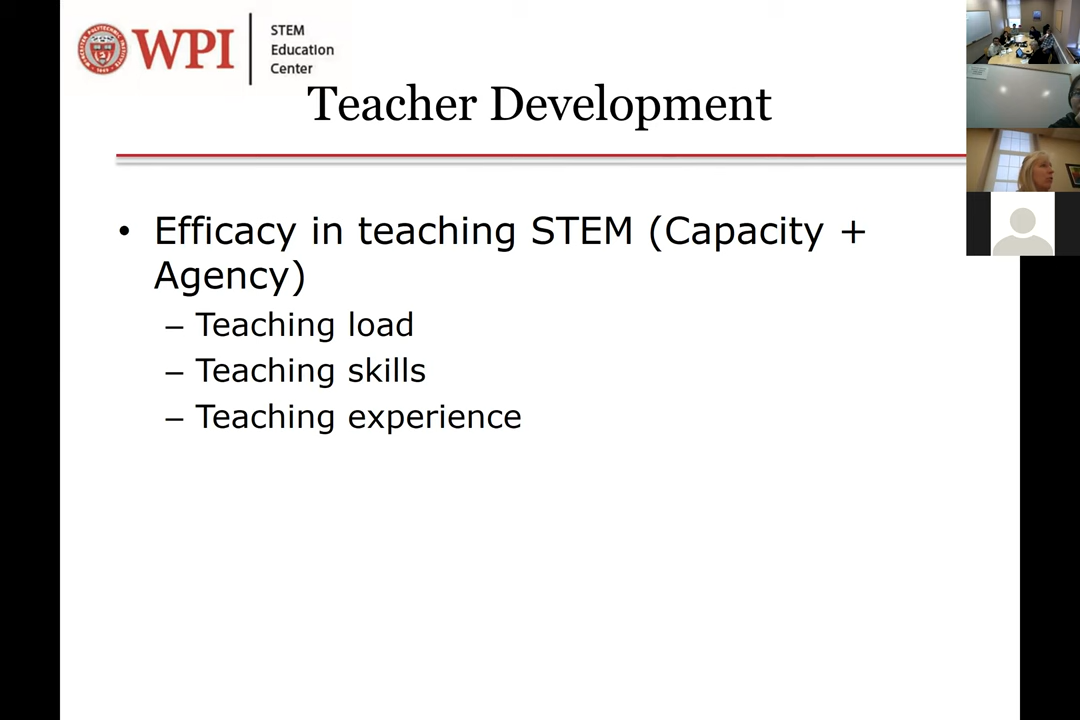 WPI
STEM
Education
Center
Teacher Development
• Efficacy in teaching STEM (Capacity +
Agency)
– Teaching load
– Teaching skills
– Teaching experience